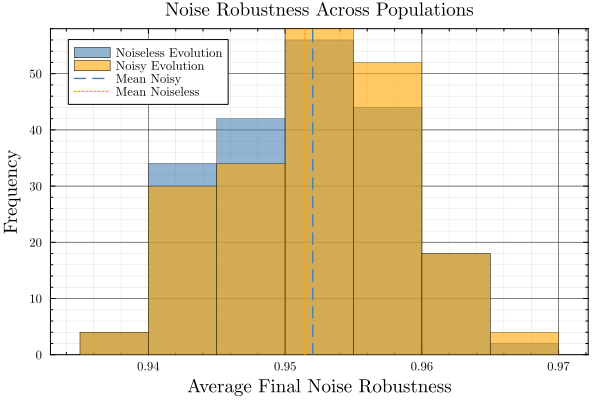 Noise Robustness Across Populations
Noiseless Evolution
Noisy Evolution
Mean Noisy
Mean Noiseless
50
40
30
20
10
0
Frequency
0.94 0.95 0.96 0.97
Average Final Noise Robustness